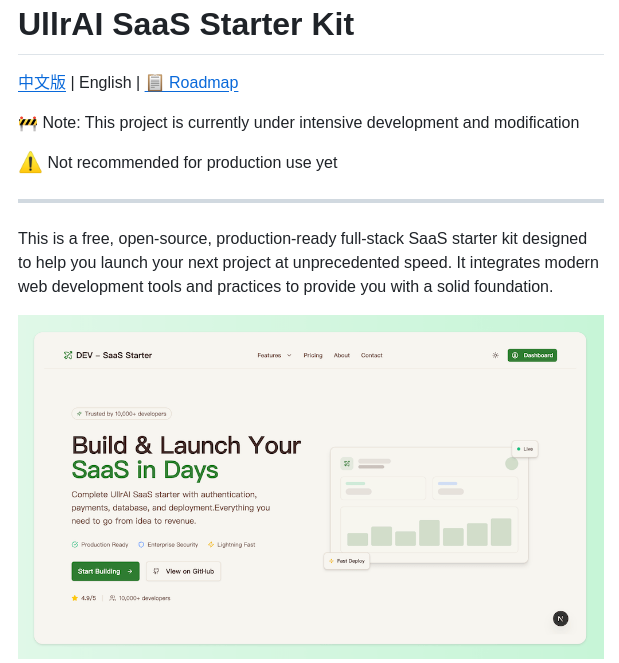 UllrAI SaaS Starter Kit
中文版 | English | 📋 Roadmap
🚧 Note: This project is currently under intensive development and modification
⚠️ Not recommended for production use yet
This is a free, open-source, production-ready full-stack SaaS starter kit designed
to help you launch your next project at unprecedented speed. It integrates modern
web development tools and practices to provide you with a solid foundation.
DEV - SaaS Starter
Features Pricing About Contact
Dashboard
Trusted by 10,000+ developers
Build & Launch Your
SaaS in Days
Complete UllrAI SaaS starter with authentication,
payments, database, and deployment.Everything you
need to go from idea to revenue.
Production Ready Enterprise Security Lightning Fast
Start Building → View on GitHub
4.9/5 | 10,000+ developers
Live
Fast Deploy
N